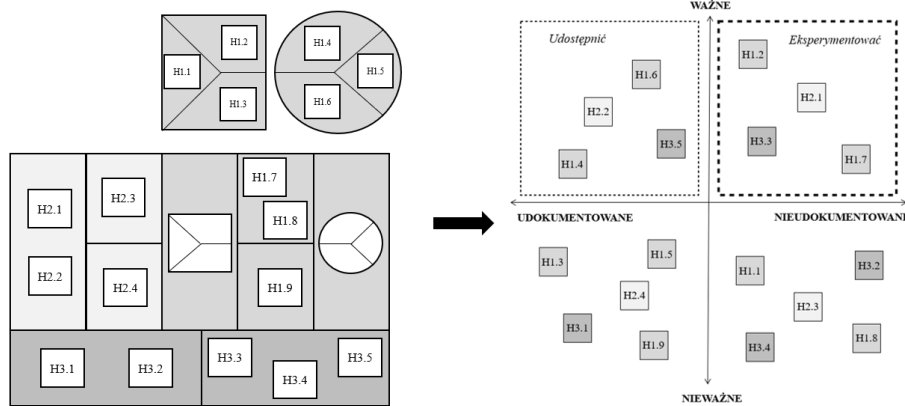 H1.1
H1.2
H1.3
H1.4
H1.5
H1.6
H2.1
H2.3
H1.7
H1.8
H2.2
H2.4
H1.9
H3.1
H3.2
H3.3
H3.4
H3.5
WAŻNE
Udostępnić
Eksperymentować
H1.2
H1.6
H2.1
H2.2
H3.3
H3.5
H1.4
H1.7
UDOKUMENTOWANE
NIEUDOKUMENTOWANE
H1.3
H1.5
H1.1
H3.2
H2.4
H2.3
H3.1
H1.9
H3.4
H1.8
NIEWAŻNE